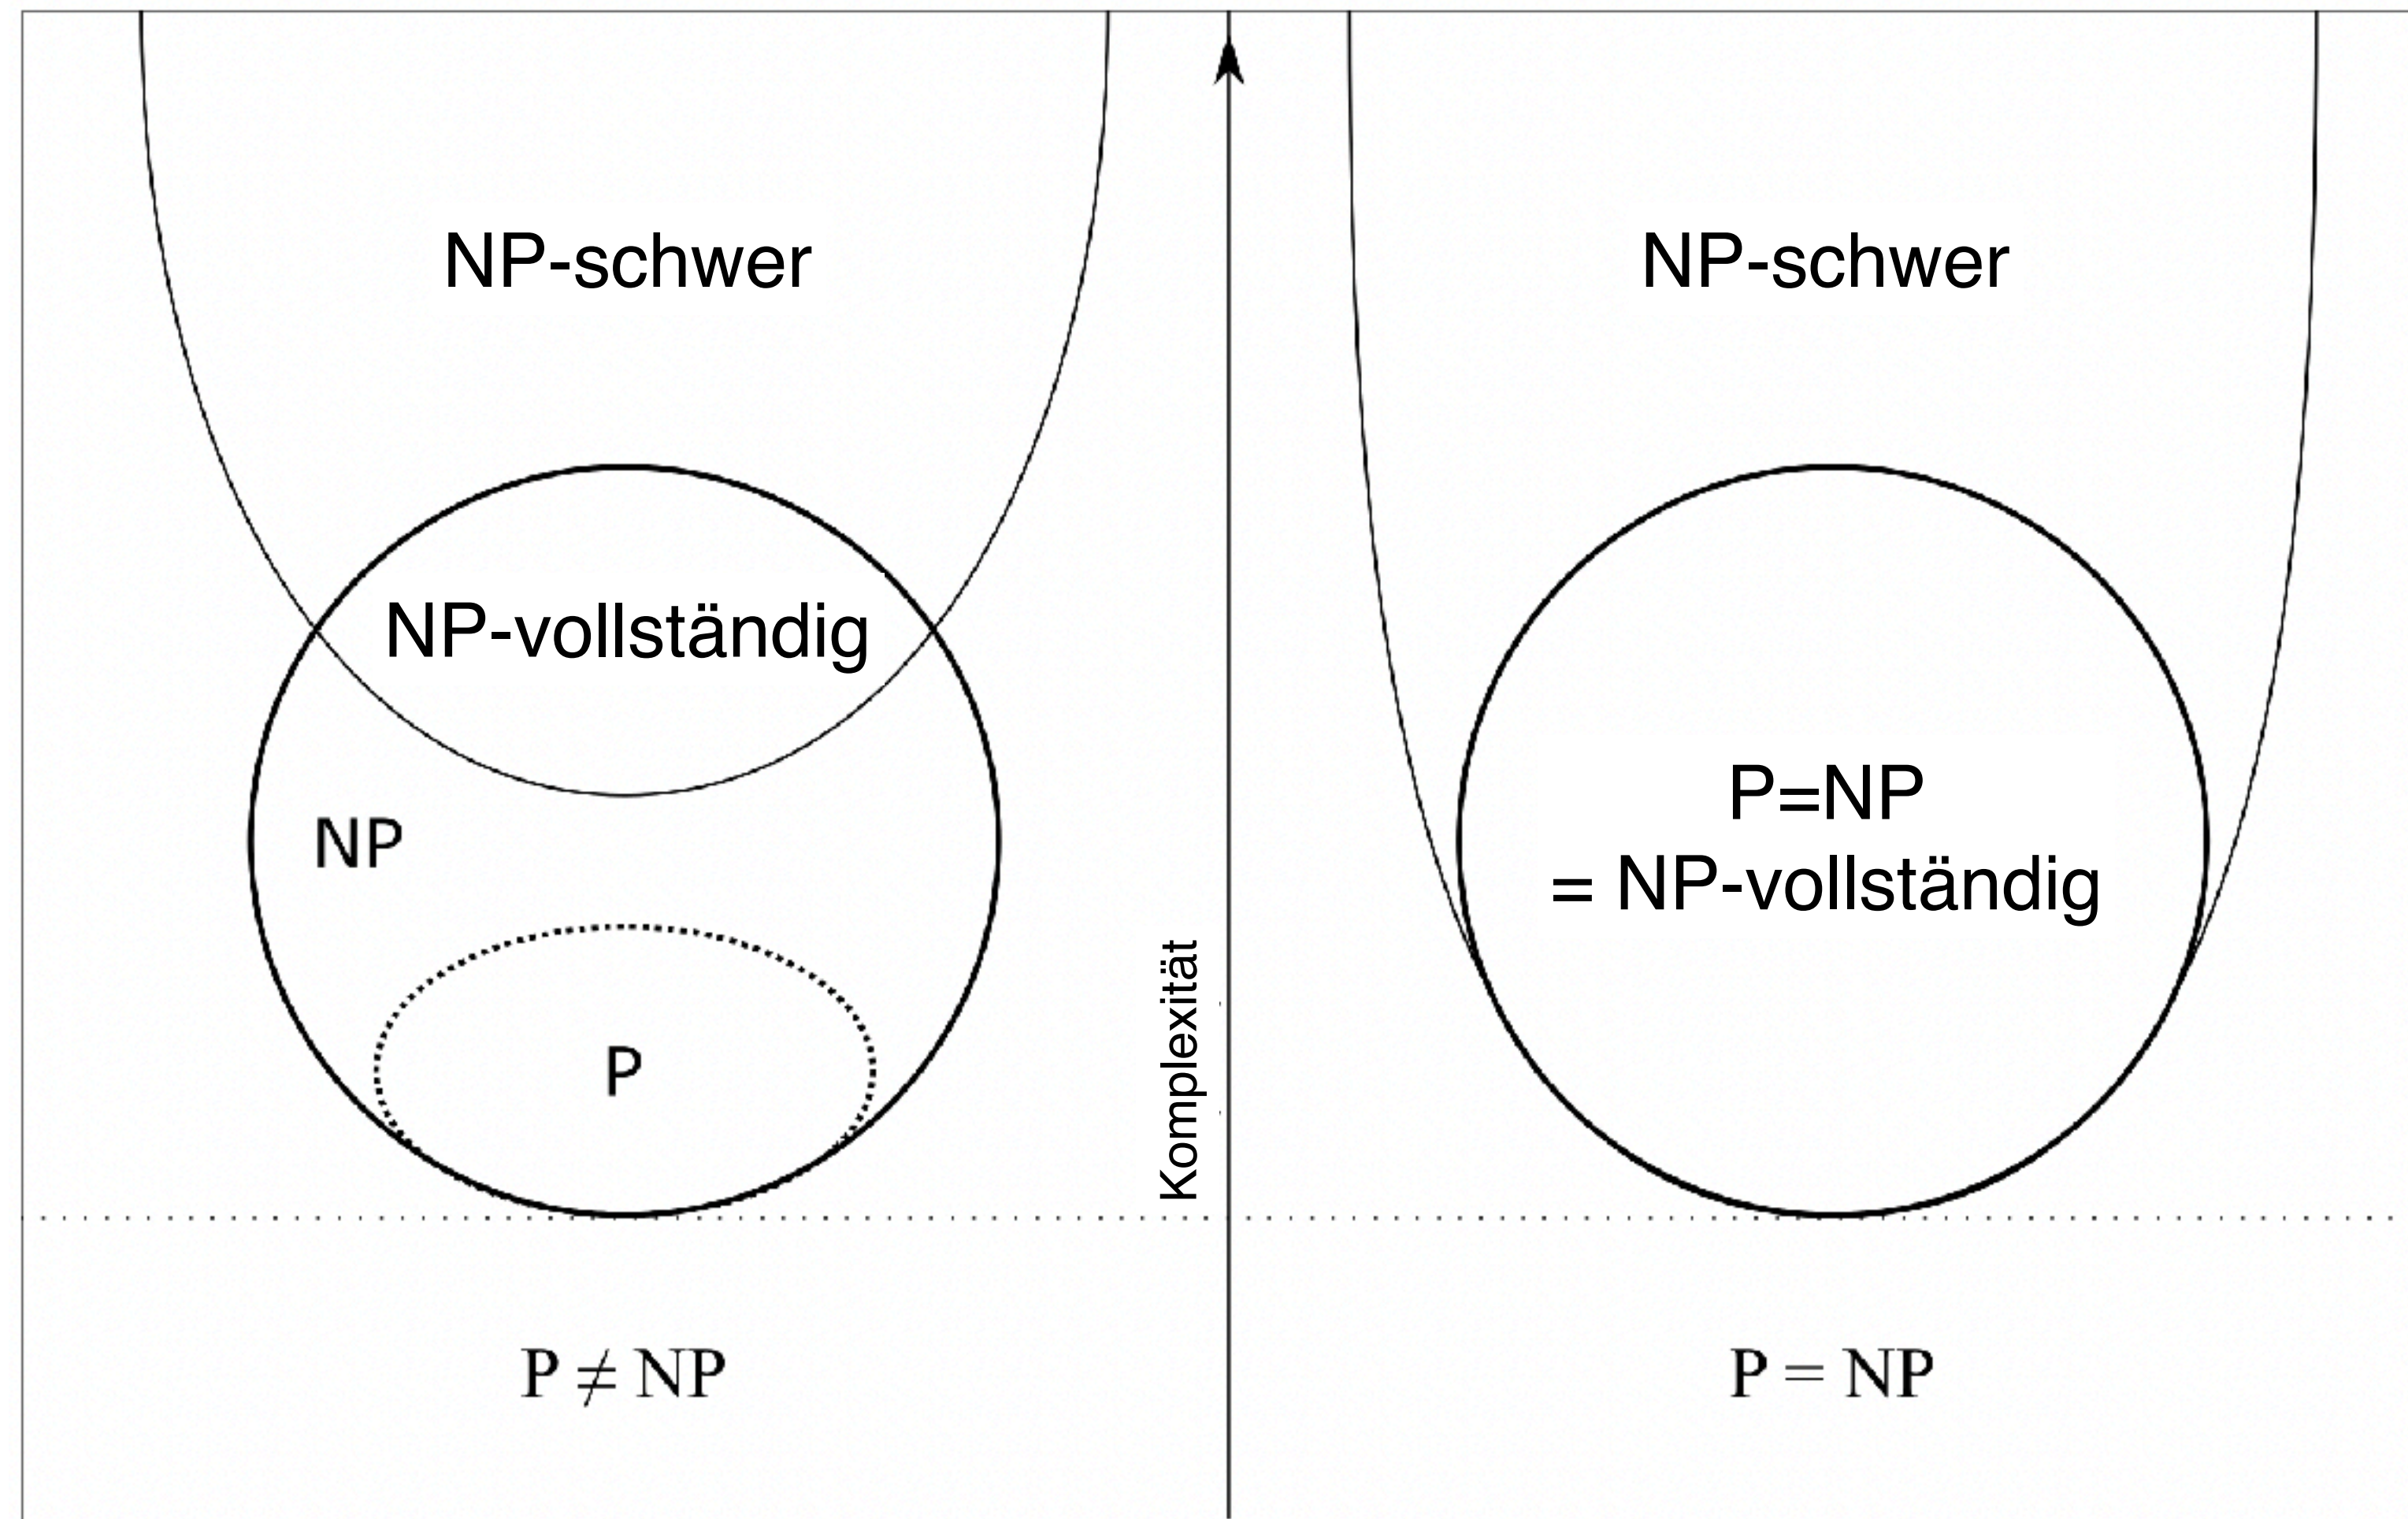 NP-schwer
NP-vollständig
NP
P
P ≠ NP
Komplexität
NP-schwer
P=NP
= NP-vollständig
P = NP